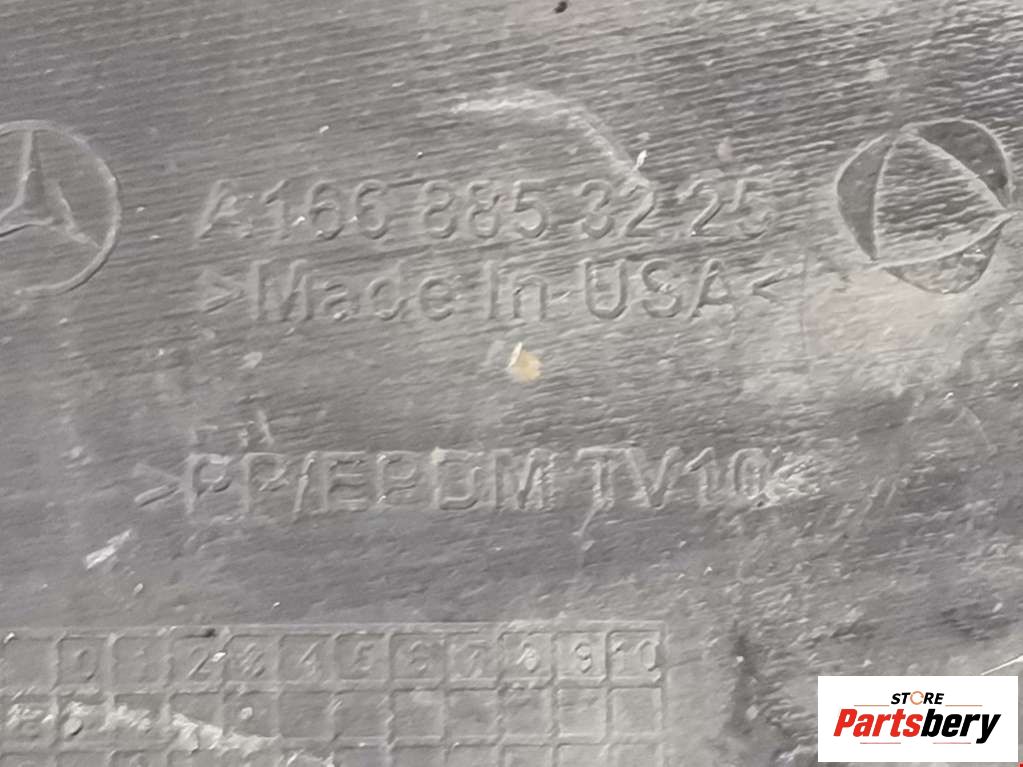 A 166 885 32 25
>Made In USA<
>PP/EPDM TV10
0 1 2 3 4 5 6 7 8 9 10
STORE
Partsbery